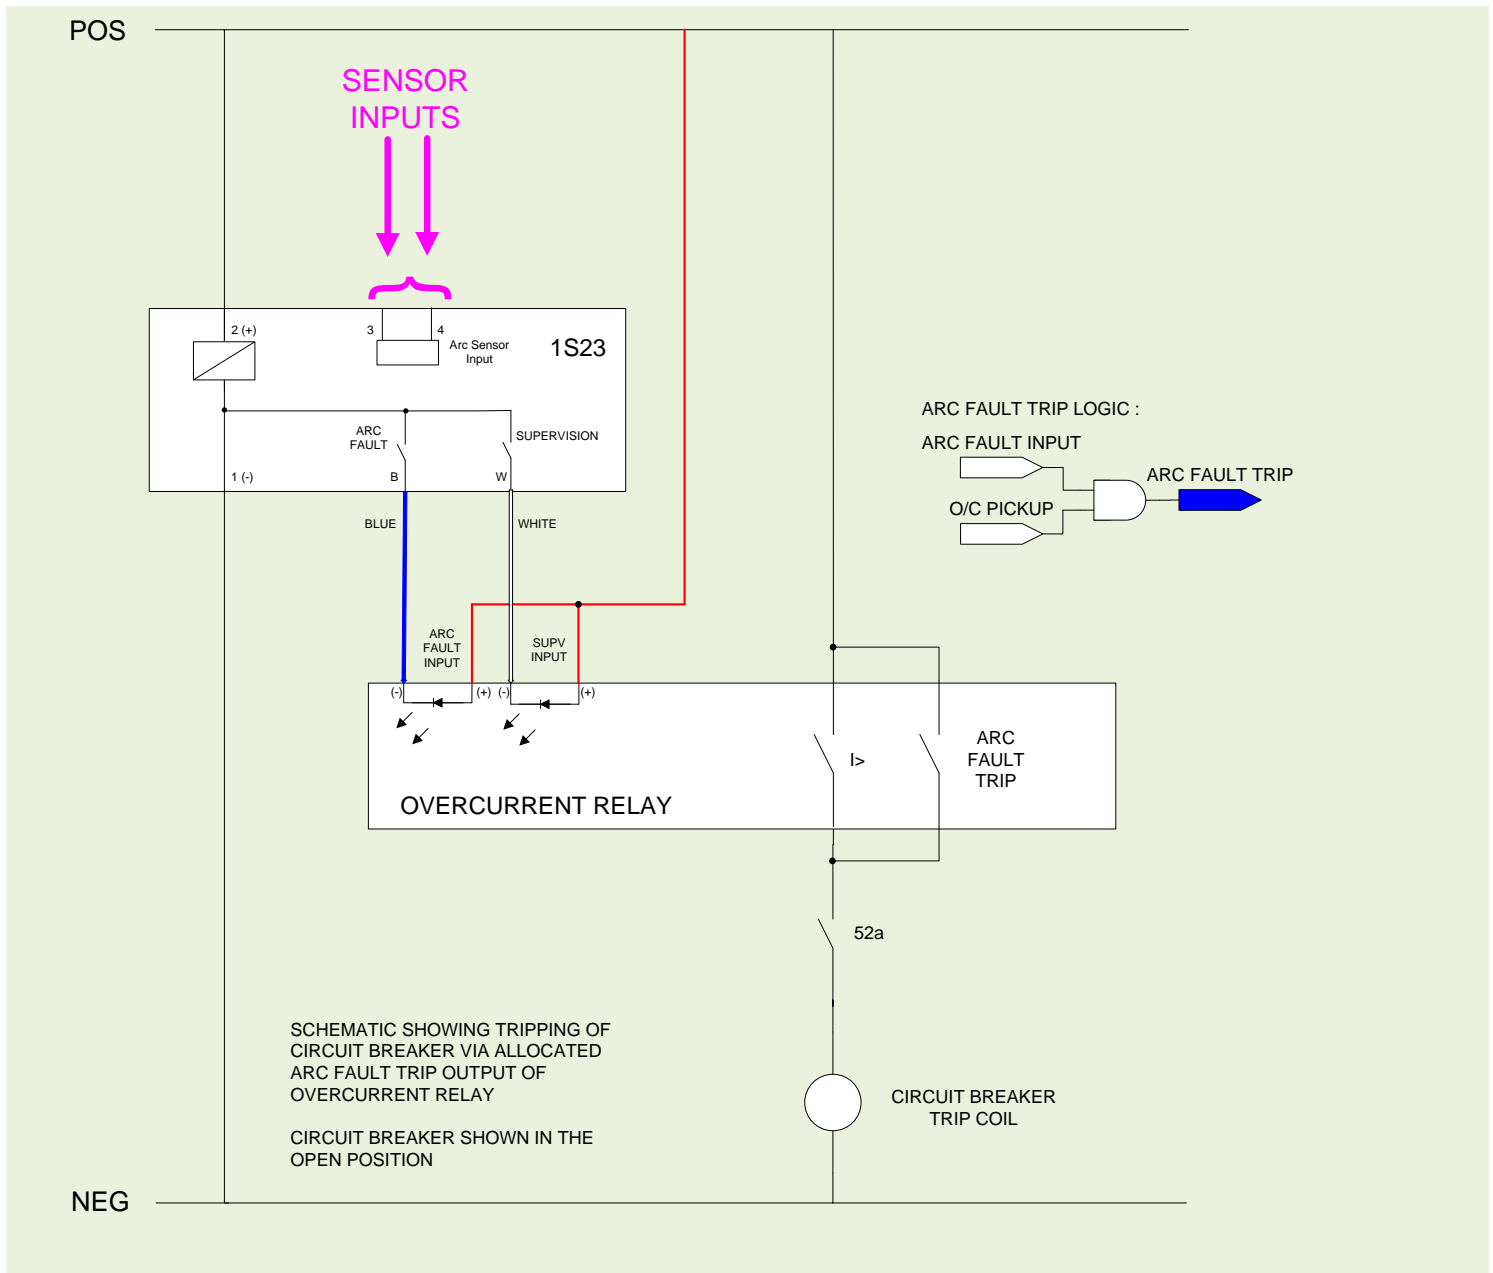 POS
SENSOR
INPUTS
2 (+)
3
4
Arc Sensor
Input
1S23
ARC
FAULT
SUPERVISION
1 (-)
B
W
BLUE
WHITE
ARC FAULT TRIP LOGIC :
ARC FAULT INPUT
ARC FAULT TRIP
O/C PICKUP
ARC
FAULT
INPUT
SUPV
INPUT
(-)
(+)
(-)
(+)
I>
ARC
FAULT
TRIP
OVERCURRENT RELAY
52a
SCHEMATIC SHOWING TRIPPING OF
CIRCUIT BREAKER VIA ALLOCATED
ARC FAULT TRIP OUTPUT OF
OVERCURRENT RELAY
CIRCUIT BREAKER SHOWN IN THE
OPEN POSITION
CIRCUIT BREAKER
TRIP COIL
NEG